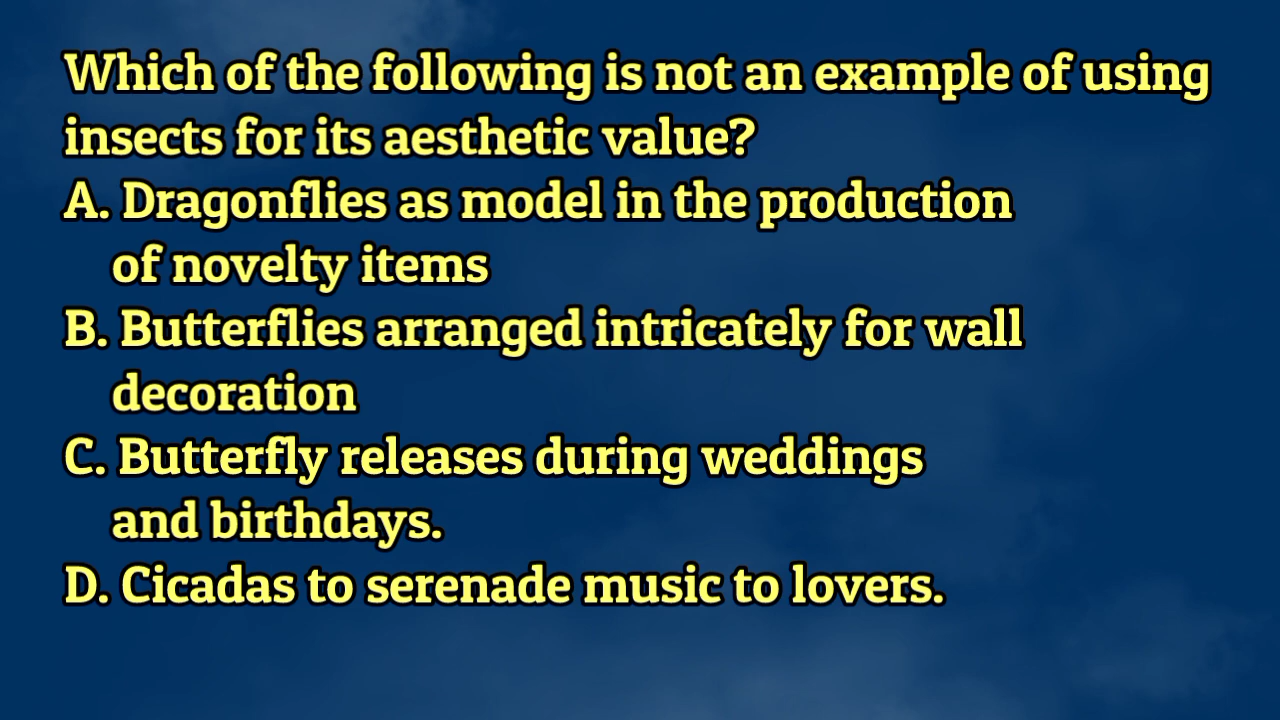 Which of the following is not an example of using
insects for its aesthetic value?
A. Dragonflies as model in the production
of novelty items
B. Butterflies arranged intricately for wall
decoration
C. Butterfly releases during weddings
and birthdays.
D. Cicadas to serenade music to lovers.